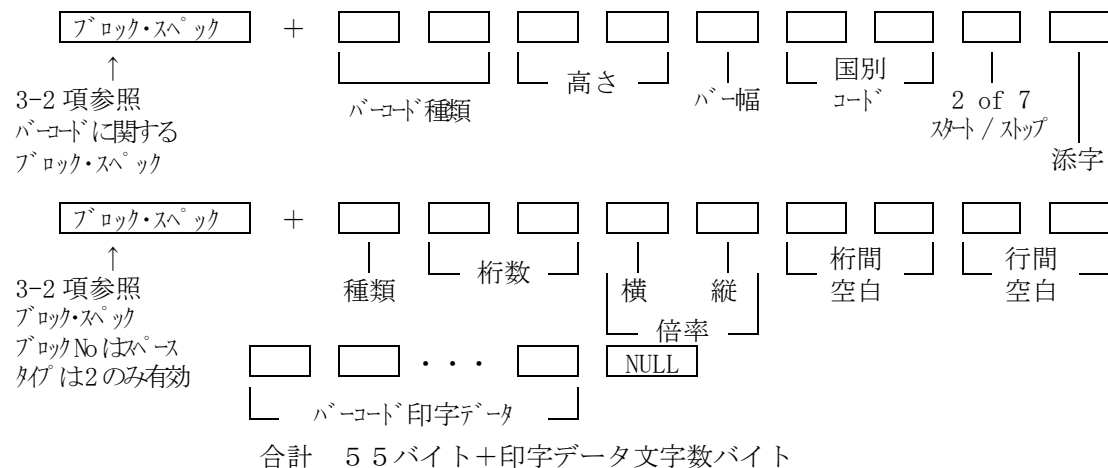 ブロック・スペック ＋
↑
3-2 項参照
バーコードに関する
ブロック・スペック
バーコード種類 高さ バー幅 国別
コード 2 of 7
スタート / ストップ 添字
ブロック・スペック ＋
↑
3-2 項参照
ブロック・スペック
ブロックNoはスペース
タイプは2のみ有効
種類 桁数 横 縦 桁間
空白 行間
空白
倍率
・・・ NULL
バーコード印字データ
合計 ５５バイト＋印字データ文字数バイト